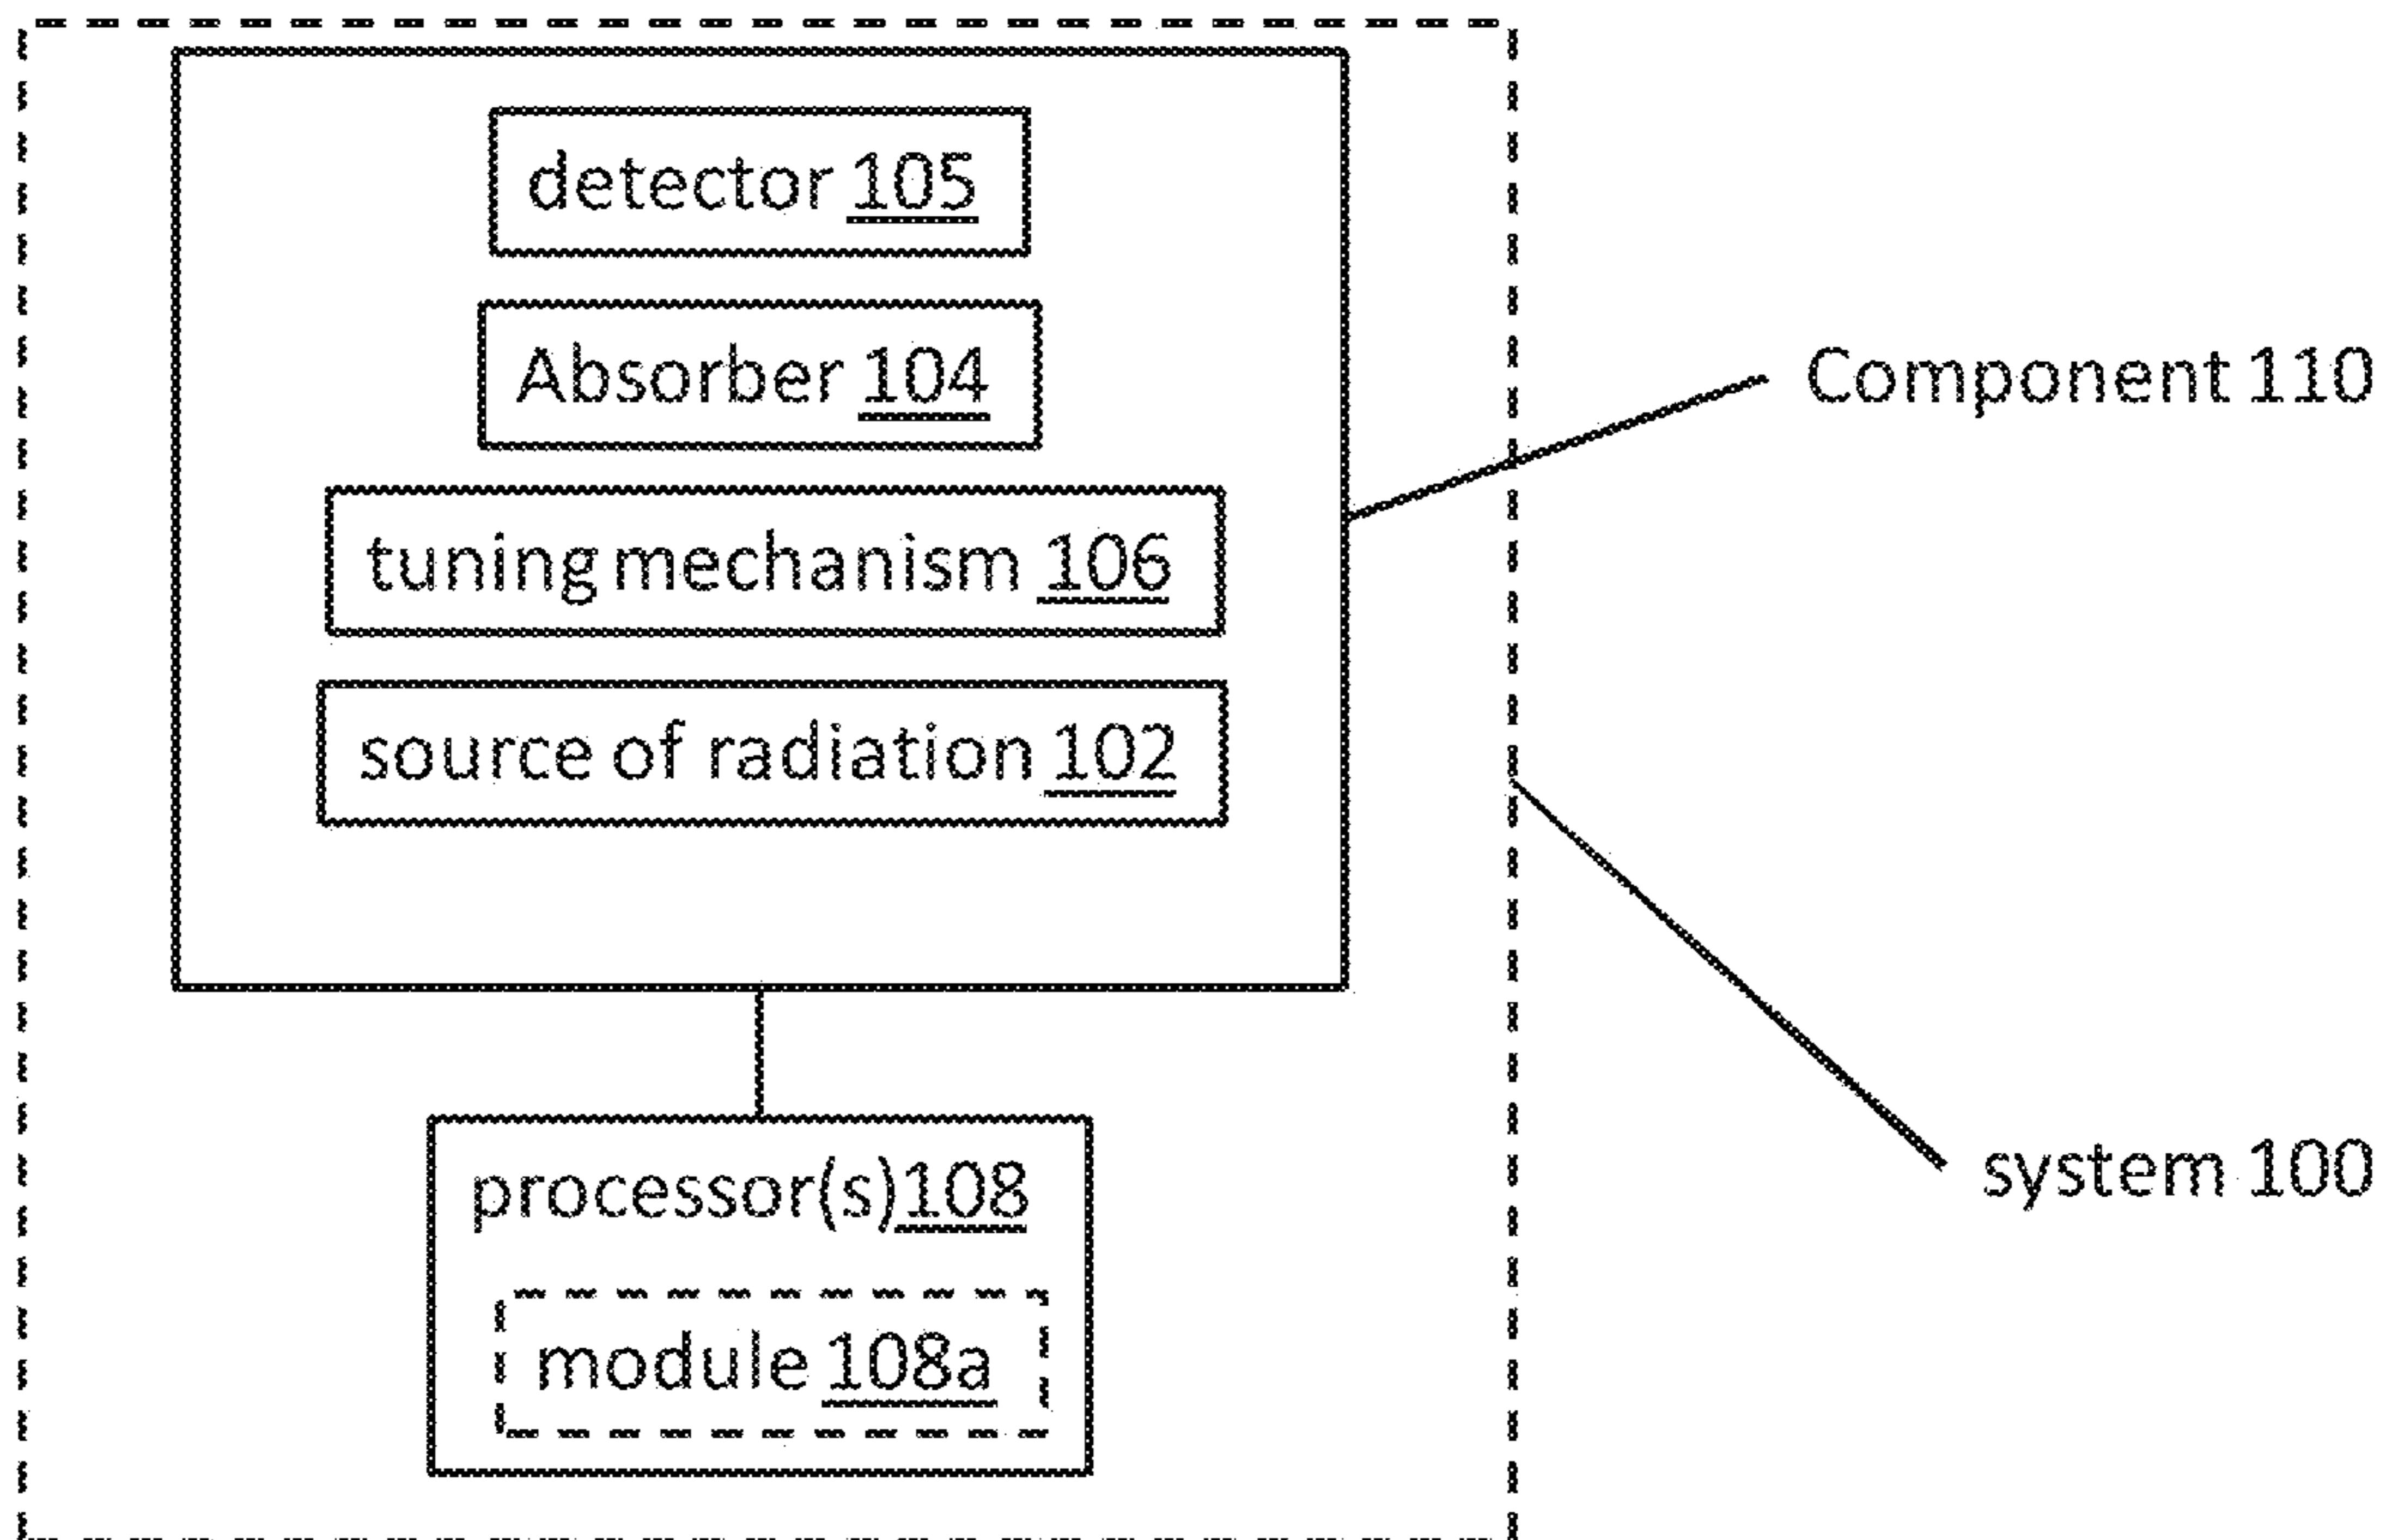 detector 105
Absorber 104
Component 110
tuning mechanism 106
source of radiation 102
system 100
processor(s)108
module 108a